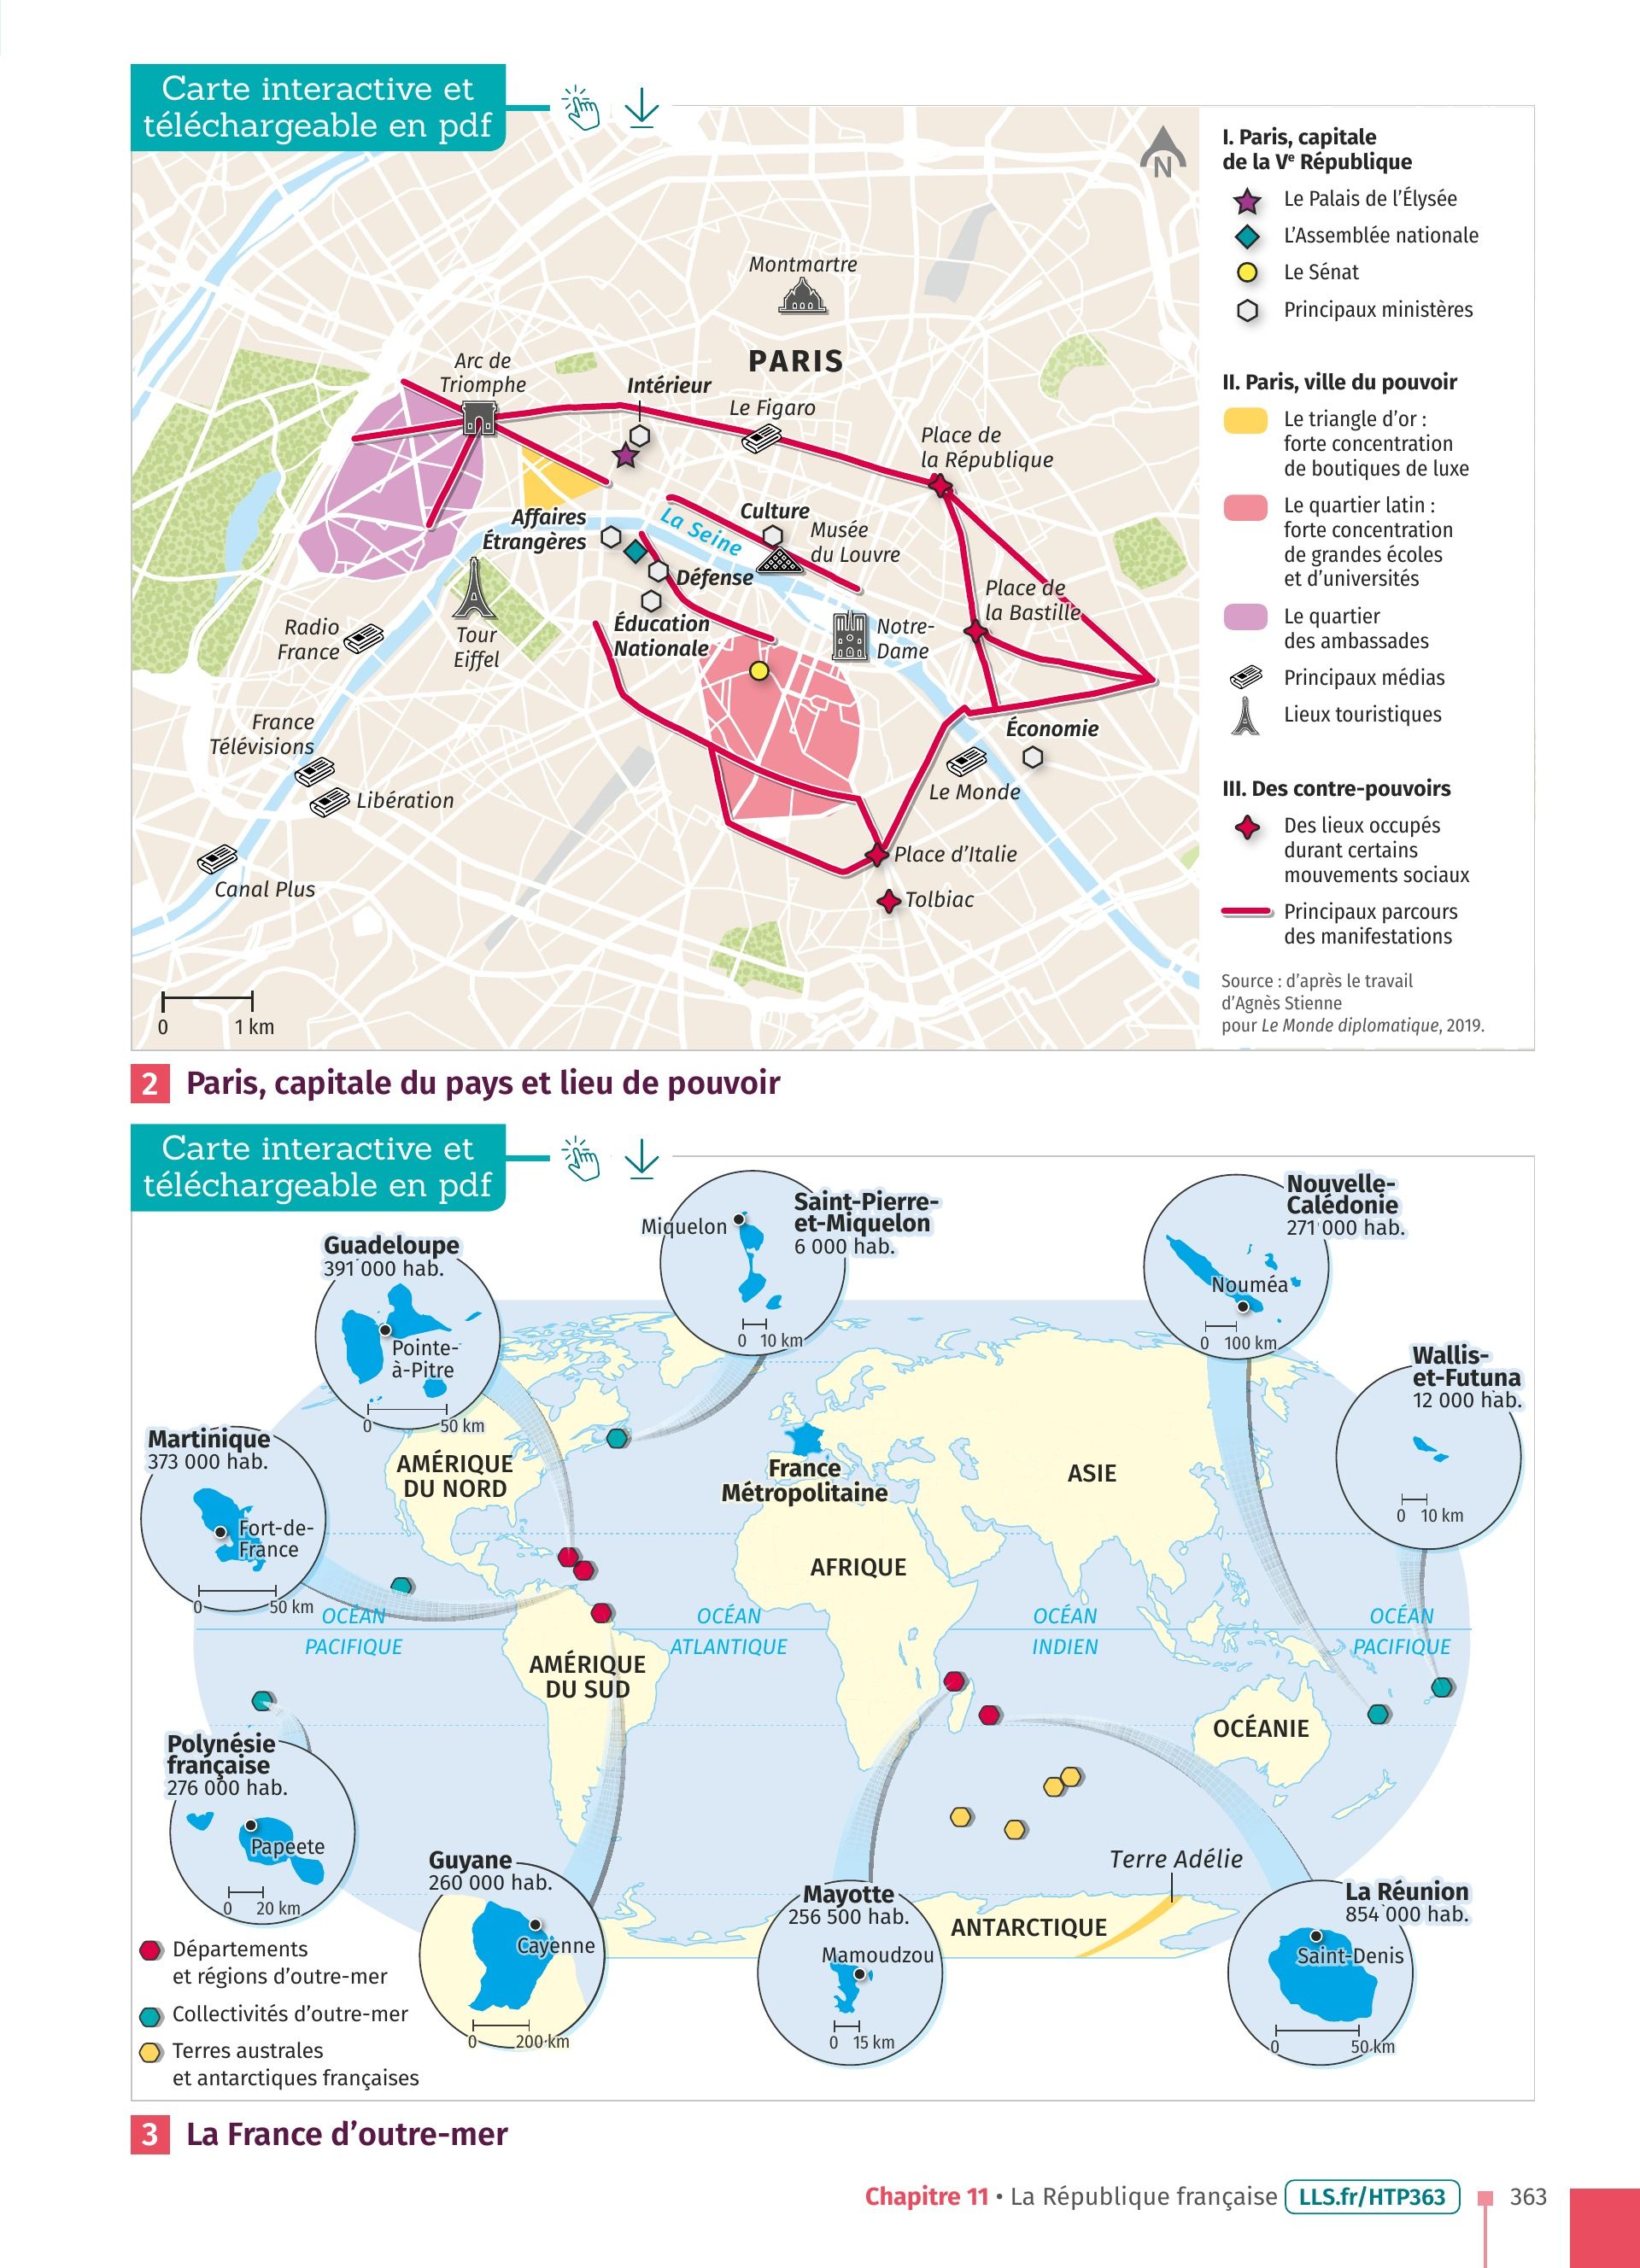 Carte interactive et
téléchargeable en pdf
N
Montmartre
PARIS
Arc de
Triomphe
Intérieur
Le Figaro
Place de
la République
Affaires
Étrangères
La Seine
Culture
Musée
du Louvre
Défense
Place de
la Bastille
Éducation
Nationale
Notre-
Dame
Radio
France
Tour
Eiffel
France
Télévisions
Libération
Économie
Le Monde
Canal Plus
Place d'Italie
Tolbiac
0 1 km
I. Paris, capitale
de la Ve République
Le Palais de l'Élysée
L'Assemblée nationale
Le Sénat
Principaux ministères
II. Paris, ville du pouvoir
Le triangle d'or :
forte concentration
de boutiques de luxe
Le quartier latin :
forte concentration
de grandes écoles
et d'universités
Le quartier
des ambassades
Principaux médias
Lieux touristiques
III. Des contre-pouvoirs
Des lieux occupés
durant certains
mouvements sociaux
Principaux parcours
des manifestations
Source : d'après le travail
d'Agnès Stienne
pour Le Monde diplomatique, 2019.
2 Paris, capitale du pays et lieu de pouvoir
Carte interactive et
téléchargeable en pdf
Guadeloupe
391 000 hab.
Pointe-
à-Pitre
0 50 km
Miquelon
Saint-Pierre-
et-Miquelon
6 000 hab.
0 10 km
Nouvelle-
Calédonie
271 000 hab.
Nouméa
0 100 km
Wallis-
et-Futuna
12 000 hab.
0 10 km
Martinique
373 000 hab.
Fort-de-
France
0 50 km
AMÉRIQUE
DU NORD
France
Métropolitaine
ASIE
AFRIQUE
OCÉAN
PACIFIQUE
OCÉAN
ATLANTIQUE
OCÉAN
INDIEN
OCÉAN
PACIFIQUE
AMÉRIQUE
DU SUD
OCÉANIE
Polynésie
française
276 000 hab.
Papeete
0 20 km
Guyane
260 000 hab.
Cayenne
0 200 km
Mayotte
256 500 hab.
Mamoudzou
0 15 km
Terre Adélie
ANTARCTIQUE
La Réunion
854 000 hab.
Saint-Denis
0 50 km
Départements
et régions d'outre-mer
Collectivités d'outre-mer
Terres australes
et antarctiques françaises
3 La France d'outre-mer
Chapitre 11 • La République française LLS.fr/HTP363 363